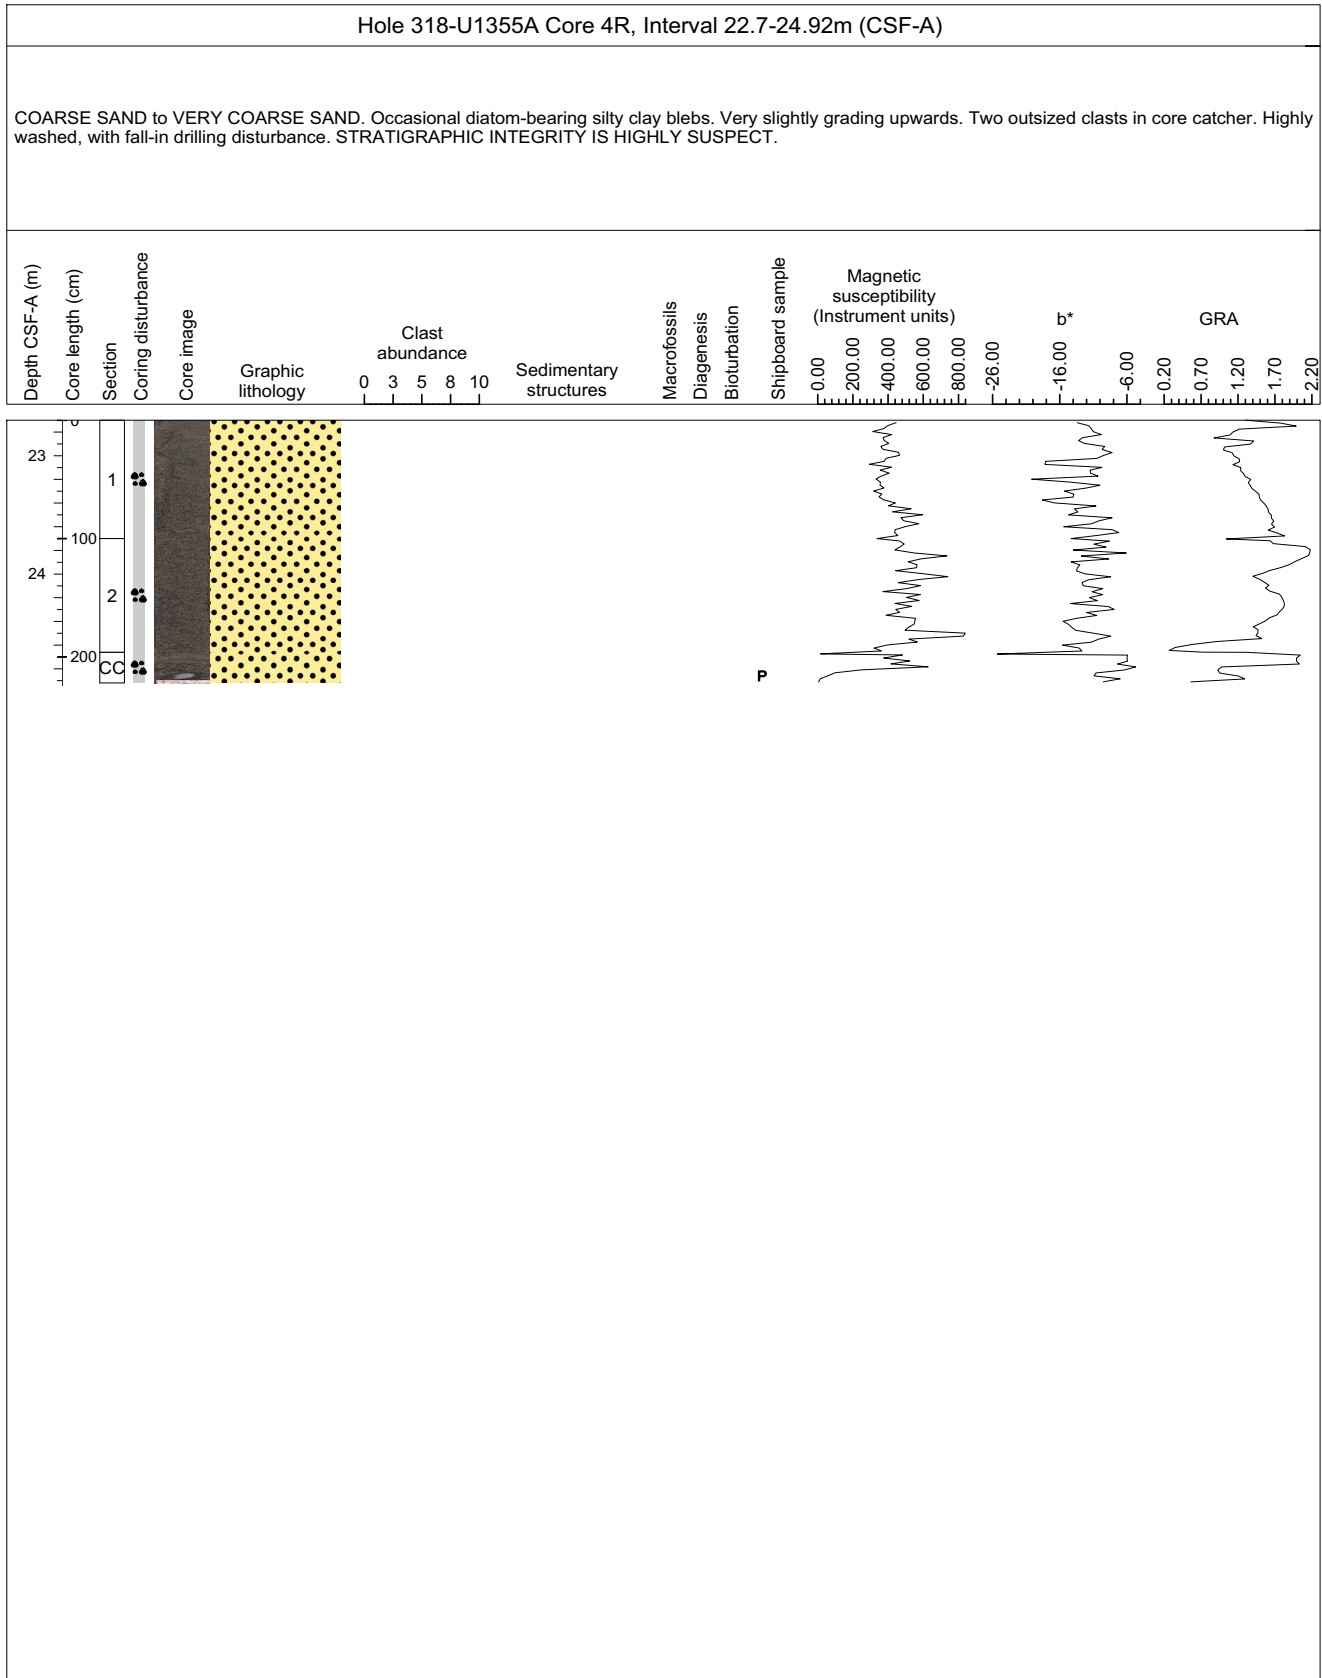 Hole 318-U1355A Core 4R, Interval 22.7-24.92m (CSF-A)
COARSE SAND to VERY COARSE SAND. Occasional diatom-bearing silty clay blebs. Very slightly grading upwards. Two outsized clasts in core catcher. Highly
washed, with fall-in drilling disturbance. STRATIGRAPHIC INTEGRITY IS HIGHLY SUSPECT.
Depth CSF-A (m)
Core length (cm)
Section
Coring disturbance
Core image
Graphic
lithology
Clast
abundance
0 3 5 8 10
Sedimentary
structures
Macrofossils
Diagenesis
Bioturbation
Shipboard sample
Magnetic
susceptibility
(Instrument units)
0.00 200.00 400.00 600.00 800.00
b*
-26.00 -16.00 -6.00
GRA
0.20 0.70 1.20 1.70 2.20
0
23
1
100
24
2
200
CC
P